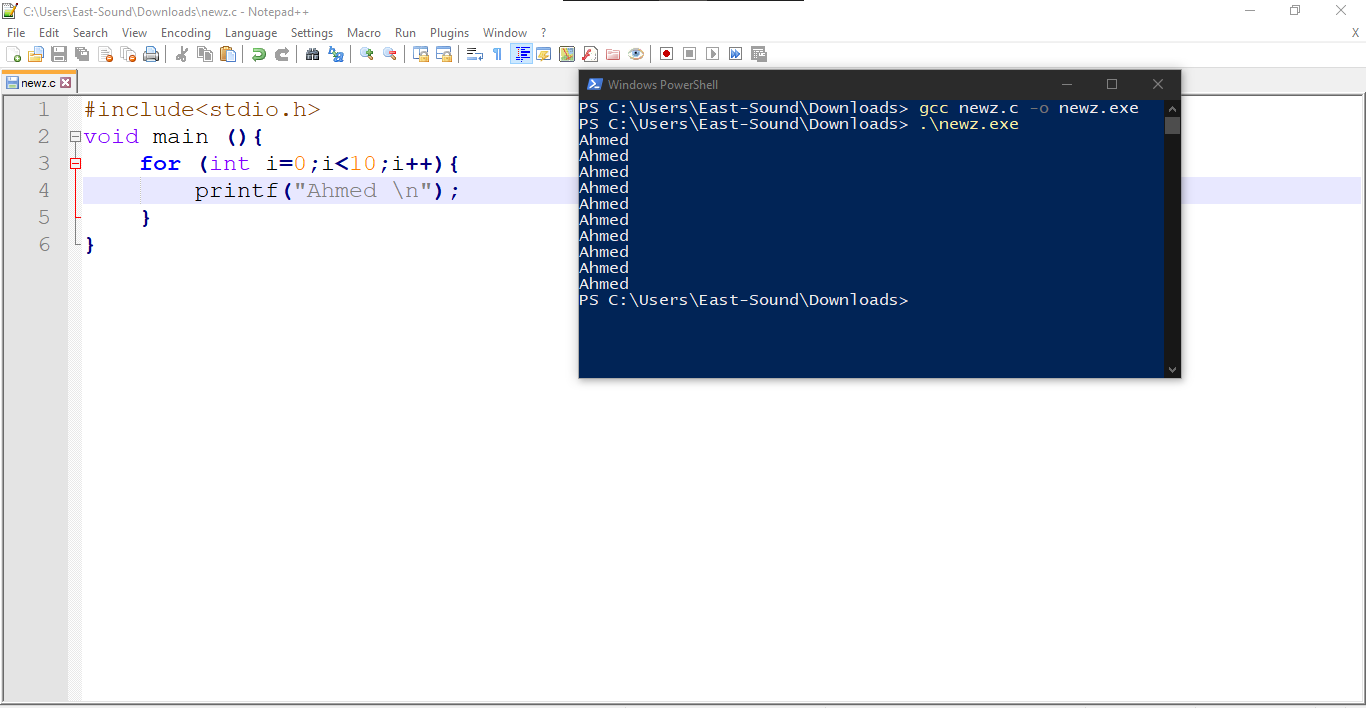 C:\Users\East-Sound\Downloads\newz.c - Notepad++
File Edit Search View Encoding Language Settings Macro Run Plugins Window ? X
newz.c
1 #include<stdio.h>
2 void main (){
3 for (int i=0;i<10;i++){
4 printf("Ahmed \n");
5 }
6 }
Windows PowerShell
PS C:\Users\East-Sound\Downloads> gcc newz.c -o newz.exe
PS C:\Users\East-Sound\Downloads> .\newz.exe
Ahmed
Ahmed
Ahmed
Ahmed
Ahmed
Ahmed
Ahmed
Ahmed
Ahmed
Ahmed
PS C:\Users\East-Sound\Downloads>